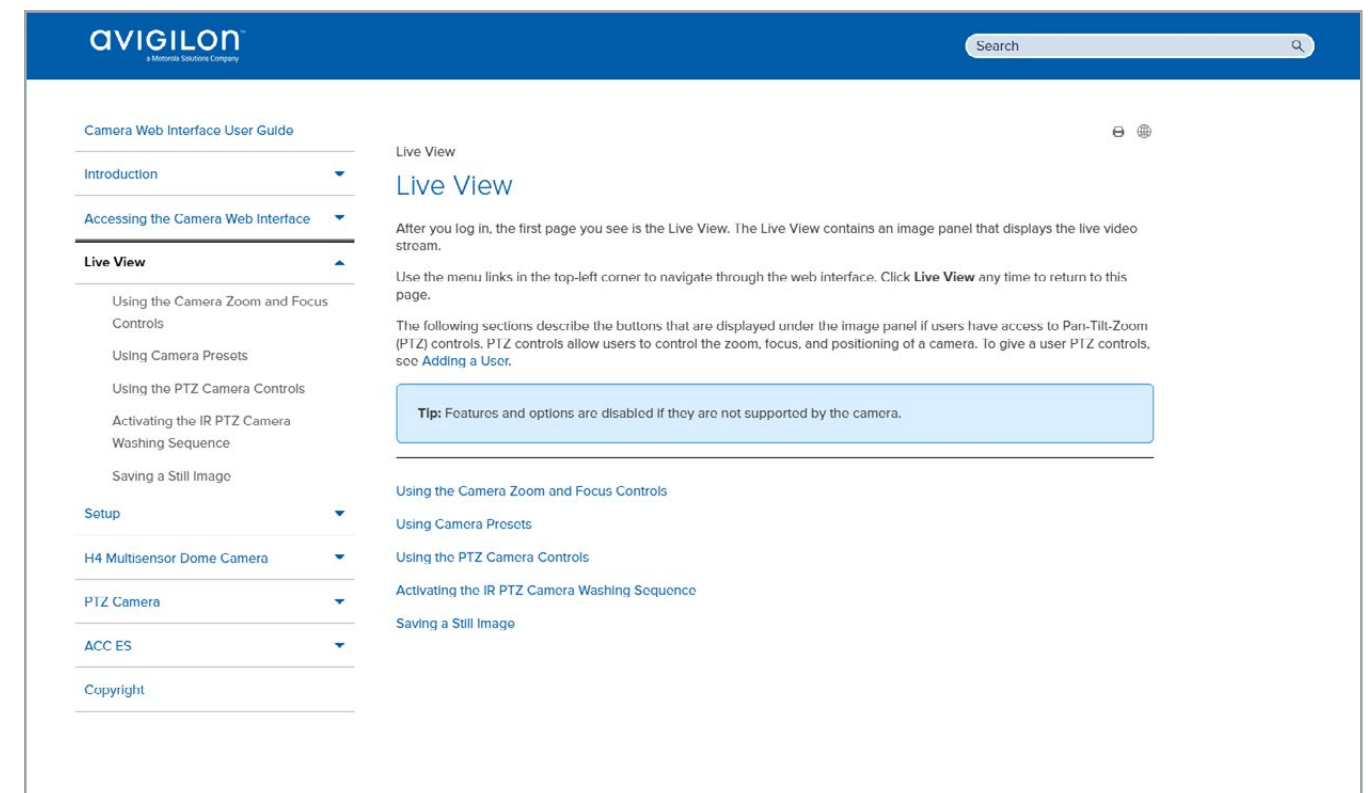 avigilon™
a Motorola Solutions Company
Search
Camera Web Interface User Guide
Introduction
Accessing the Camera Web Interface
Live View
Using the Camera Zoom and Focus
Controls
Using Camera Presets
Using the PTZ Camera Controls
Activating the IR PTZ Camera
Washing Sequence
Saving a Still Image
Setup
H4 Multisensor Dome Camera
PTZ Camera
ACC ES
Copyright
Live View
Live View
After you log in, the first page you see is the Live View. The Live View contains an image panel that displays the live video
stream.
Use the menu links in the top-left corner to navigate through the web interface. Click Live View any time to return to this
page.
The following sections describe the buttons that are displayed under the image panel if users have access to Pan-Tilt-Zoom
(PTZ) controls. PTZ controls allow users to control the zoom, focus, and positioning of a camera. To give a user PTZ controls,
see Adding a User.
Tip: Features and options are disabled if they are not supported by the camera.
Using the Camera Zoom and Focus Controls
Using Camera Presets
Using the PTZ Camera Controls
Activating the IR PTZ Camera Washing Sequence
Saving a Still Image